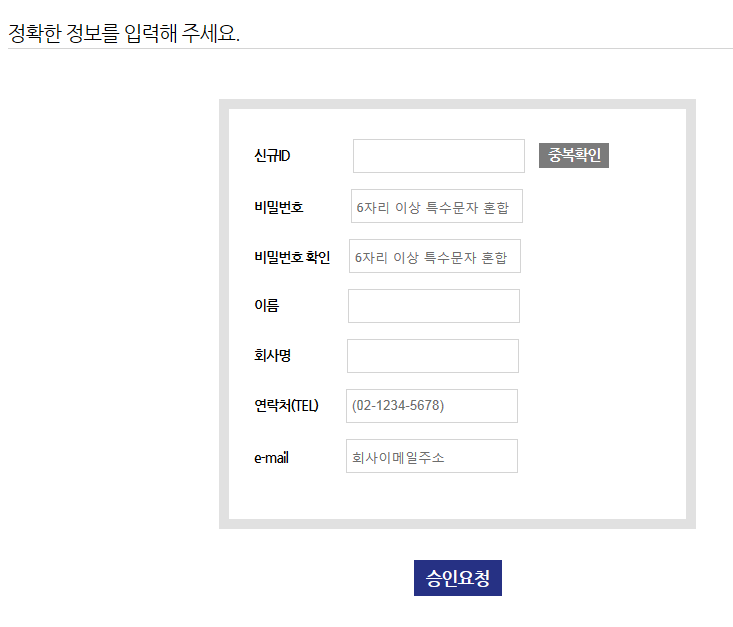 정확한 정보를 입력해 주세요.
신규ID 중복확인
비밀번호 6자리 이상 특수문자 혼합
비밀번호 확인 6자리 이상 특수문자 혼합
이름
회사명
연락처(TEL) (02-1234-5678)
e-mail 회사이메일주소
승인요청